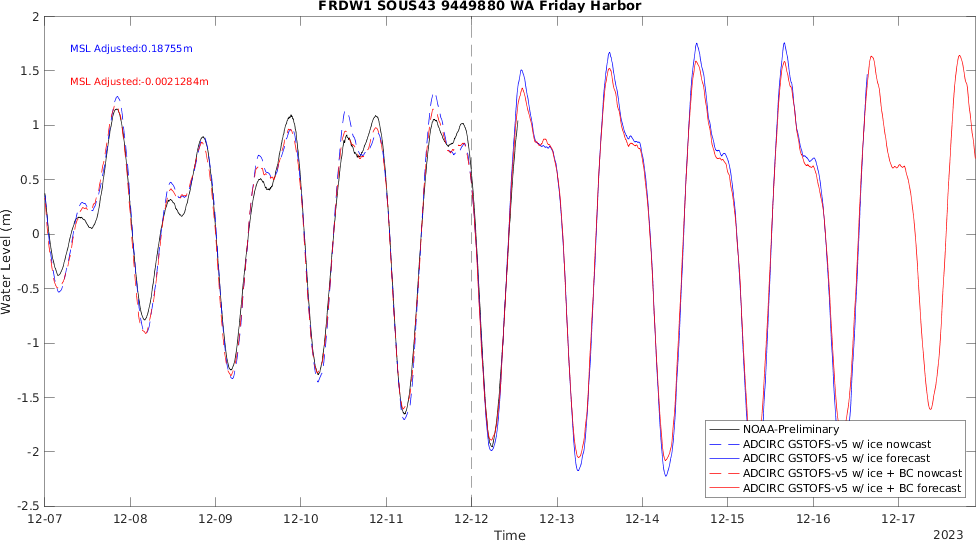 FRDW1 SOUS43 9449880 WA Friday Harbor
MSL Adjusted:0.18755m
MSL Adjusted:-0.0021284m
2
1.5
1
0.5
0
-0.5
-1
-1.5
-2
-2.5
Water Level (m)
NOAA-Preliminary
ADCIRC GSTOFS-v5 w/ ice nowcast
ADCIRC GSTOFS-v5 w/ ice forecast
ADCIRC GSTOFS-v5 w/ ice + BC nowcast
ADCIRC GSTOFS-v5 w/ ice + BC forecast
12-07 12-08 12-09 12-10 12-11 12-12 12-13 12-14 12-15 12-16 12-17
Time
2023